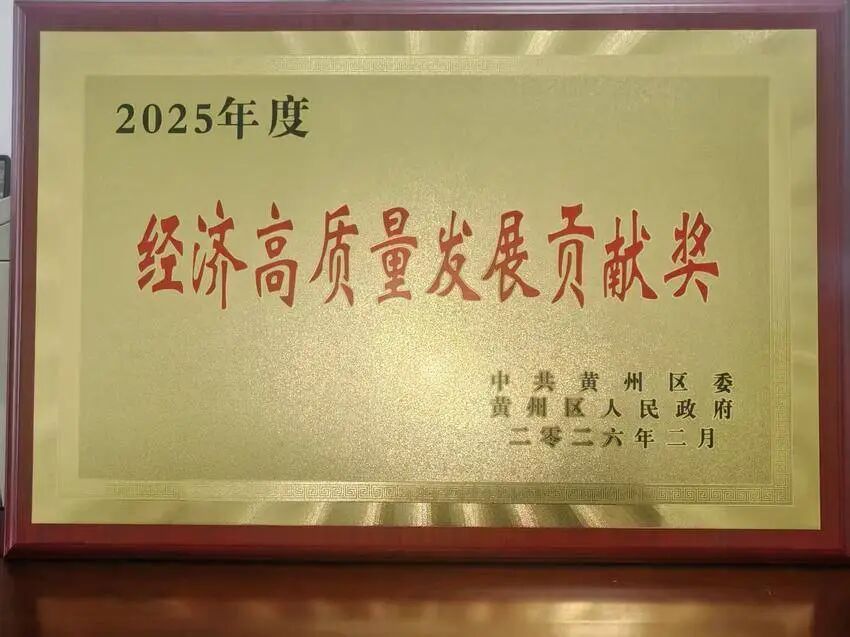 2025年度
经济高质量发展贡献奖
中共黄州区委
黄州区人民政府
二零二六年二月